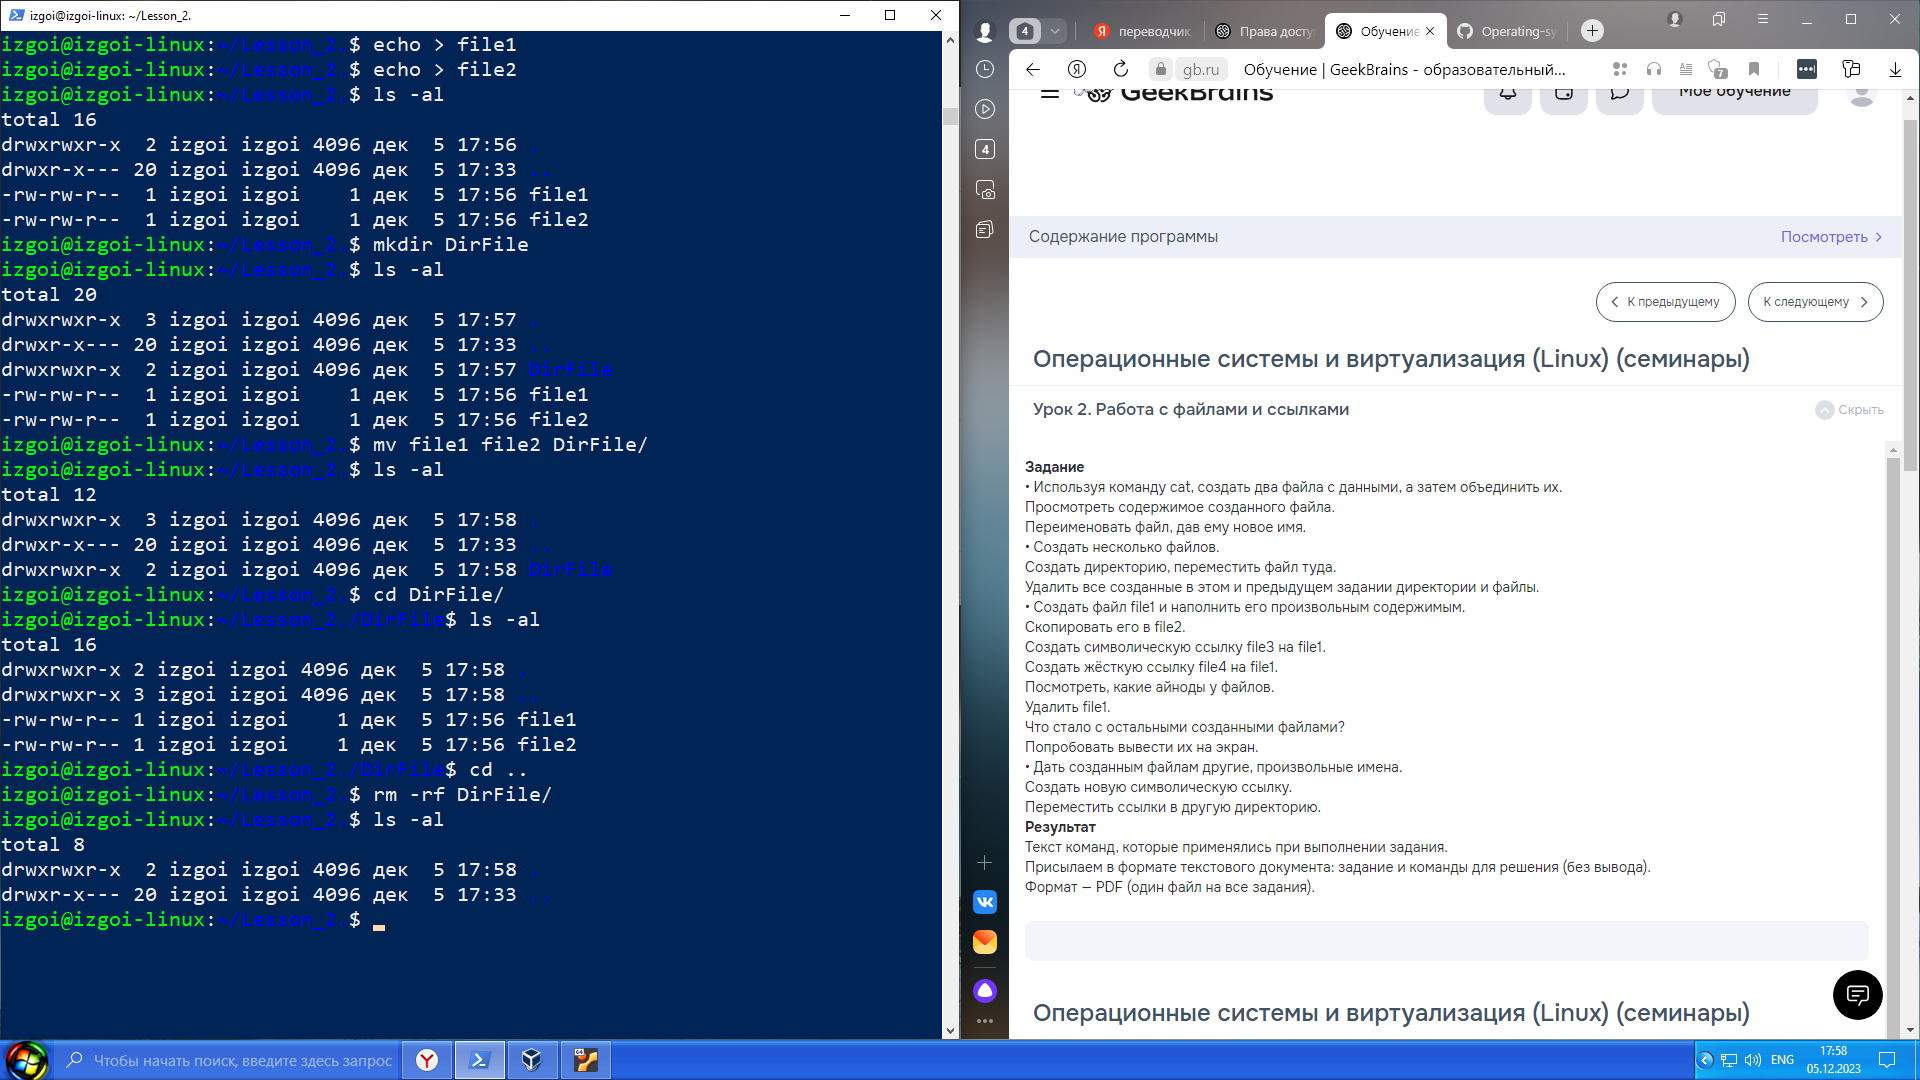 izgoi@izgoi-linux: ~/Lesson_2.
izgoi@izgoi-linux:~/Lesson_2.$ echo > file1
izgoi@izgoi-linux:~/Lesson_2.$ echo > file2
izgoi@izgoi-linux:~/Lesson_2.$ ls -al
total 16
drwxrwxr-x  2 izgoi izgoi 4096 дек  5 17:56 .
drwxr-x--- 20 izgoi izgoi 4096 дек  5 17:33 ..
-rw-rw-r--  1 izgoi izgoi    1 дек  5 17:56 file1
-rw-rw-r--  1 izgoi izgoi    1 дек  5 17:56 file2
izgoi@izgoi-linux:~/Lesson_2.$ mkdir DirFile
izgoi@izgoi-linux:~/Lesson_2.$ ls -al
total 20
drwxrwxr-x  3 izgoi izgoi 4096 дек  5 17:57 .
drwxr-x--- 20 izgoi izgoi 4096 дек  5 17:33 ..
drwxrwxr-x  2 izgoi izgoi 4096 дек  5 17:57 DirFile
-rw-rw-r--  1 izgoi izgoi    1 дек  5 17:56 file1
-rw-rw-r--  1 izgoi izgoi    1 дек  5 17:56 file2
izgoi@izgoi-linux:~/Lesson_2.$ mv file1 file2 DirFile/
izgoi@izgoi-linux:~/Lesson_2.$ ls -al
total 12
drwxrwxr-x  3 izgoi izgoi 4096 дек  5 17:58 .
drwxr-x--- 20 izgoi izgoi 4096 дек  5 17:33 ..
drwxrwxr-x  2 izgoi izgoi 4096 дек  5 17:58 DirFile
izgoi@izgoi-linux:~/Lesson_2.$ cd DirFile/
izgoi@izgoi-linux:~/Lesson_2./DirFile$ ls -al
total 16
drwxrwxr-x 2 izgoi izgoi 4096 дек  5 17:58 .
drwxrwxr-x 3 izgoi izgoi 4096 дек  5 17:58 ..
-rw-rw-r-- 1 izgoi izgoi    1 дек  5 17:56 file1
-rw-rw-r-- 1 izgoi izgoi    1 дек  5 17:56 file2
izgoi@izgoi-linux:~/Lesson_2./DirFile$ cd ..
izgoi@izgoi-linux:~/Lesson_2.$ rm -rf DirFile/
izgoi@izgoi-linux:~/Lesson_2.$ ls -al
total 8
drwxrwxr-x  2 izgoi izgoi 4096 дек  5 17:58 .
drwxr-x--- 20 izgoi izgoi 4096 дек  5 17:33 ..
izgoi@izgoi-linux:~/Lesson_2.$
4 переводчик Права досту Обучение Operating-sy
gb.ru Обучение | GeekBrains - образовательный... 7
4
GeekBrains Мое обучение
Содержание программы Посмотреть
К предыдущему К следующему
Операционные системы и виртуализация (Linux) (семинары)
Урок 2. Работа с файлами и ссылками Скрыть
Задание
• Используя команду cat, создать два файла с данными, а затем объединить их.
Просмотреть содержимое созданного файла.
Переименовать файл, дав ему новое имя.
• Создать несколько файлов.
Создать директорию, переместить файл туда.
Удалить все созданные в этом и предыдущем задании директории и файлы.
• Создать файл file1 и наполнить его произвольным содержимым.
Скопировать его в file2.
Создать символическую ссылку file3 на file1.
Создать жёсткую ссылку file4 на file1.
Посмотреть, какие айноды у файлов.
Удалить file1.
Что стало с остальными созданными файлами?
Попробовать вывести их на экран.
• Дать созданным файлам другие, произвольные имена.
Создать новую символическую ссылку.
Переместить ссылки в другую директорию.
Результат
Текст команд, которые применялись при выполнении задания.
Присылаем в формате текстового документа: задание и команды для решения (без вывода).
Формат — PDF (один файл на все задания).
Операционные системы и виртуализация (Linux) (семинары)
Чтобы начать поиск, введите здесь запрос
ENG
17:58
05.12.2023